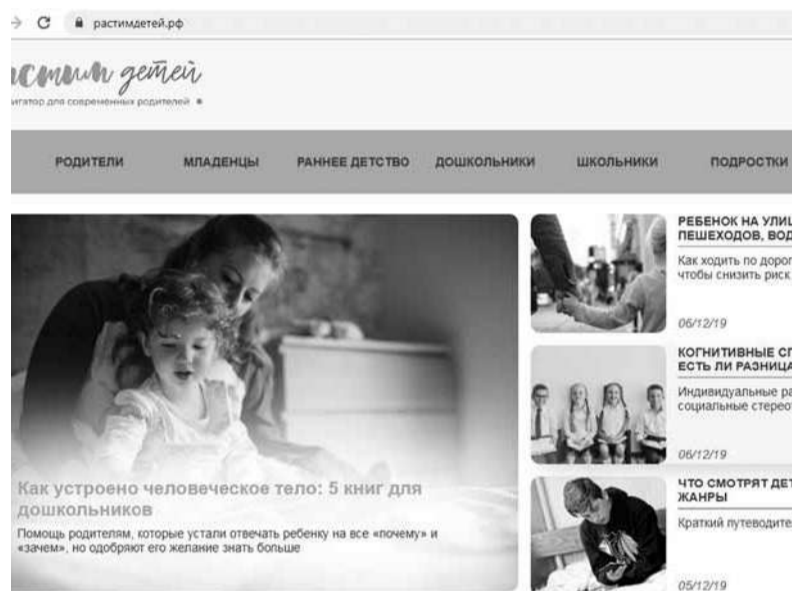 растимдетей.рф
детей
для современных родителей
РОДИТЕЛИ МЛАДЕНЦЫ РАННЕЕ ДЕТСТВО ДОШКОЛЬНИКИ ШКОЛЬНИКИ ПОДРОСТКИ
Как устроено человеческое тело: 5 книг для
дошкольников
Помощь родителям, которые устали отвечать ребенку на все «почему» и
«зачем», но одобряют его желание знать больше
РЕБЕНОК НА УЛИЦ
ПЕШЕХОДОВ, ВОД
Как ходить по дорог
чтобы снизить риск
06/12/19
КОГНИТИВНЫЕ СП
ЕСТЬ ЛИ РАЗНИЦА
Индивидуальные ра
социальные стереот
06/12/19
ЧТО СМОТРЯТ ДЕТ
ЖАНРЫ
Краткий путеводите
05/12/19